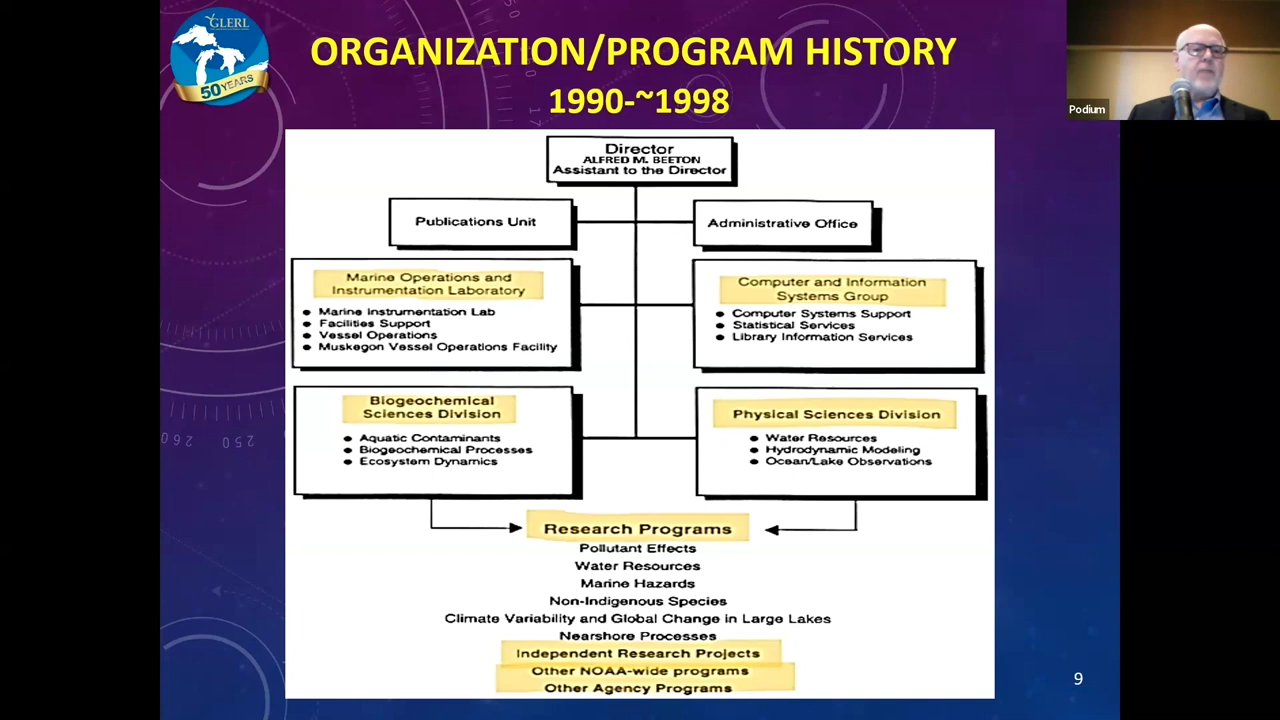 GLERL
50 YEARS
ORGANIZATION/PROGRAM HISTORY
1990-~1998
Podium
Director
ALFRED M. BEETON
Assistant to the Director
Publications Unit
Administrative Office
Marine Operations and
Instrumentation Laboratory
● Marine Instrumentation Lab
● Facilities Support
● Vessel Operations
● Muskegon Vessel Operations Facility
Computer and Information
Systems Group
● Computer Systems Support
● Statistical Services
● Library Information Services
Biogeochemical
Sciences Division
● Aquatic Contaminants
● Biogeochemical Processes
● Ecosystem Dynamics
Physical Sciences Division
● Water Resources
● Hydrodynamic Modeling
● Ocean/Lake Observations
Research Programs
Pollutant Effects
Water Resources
Marine Hazards
Non-Indigenous Species
Climate Variability and Global Change in Large Lakes
Nearshore Processes
Independent Research Projects
Other NOAA-wide programs
Other Agency Programs
260 250
9